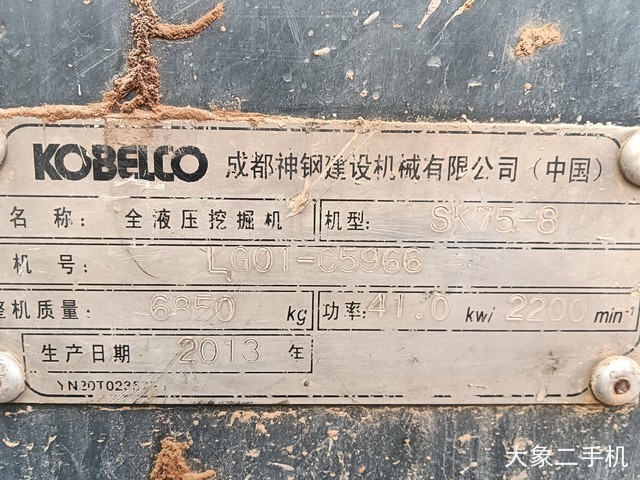 KOBELCO 成都神钢建设机械有限公司（中国）
名 称： 全液压挖掘机 机型: SK75-8
机 号： LG01-C5966
整机质量: 6850 kg 功率: 41.0 kw/ 2200 min⁻¹
生产日期 2013 年
大象二手机